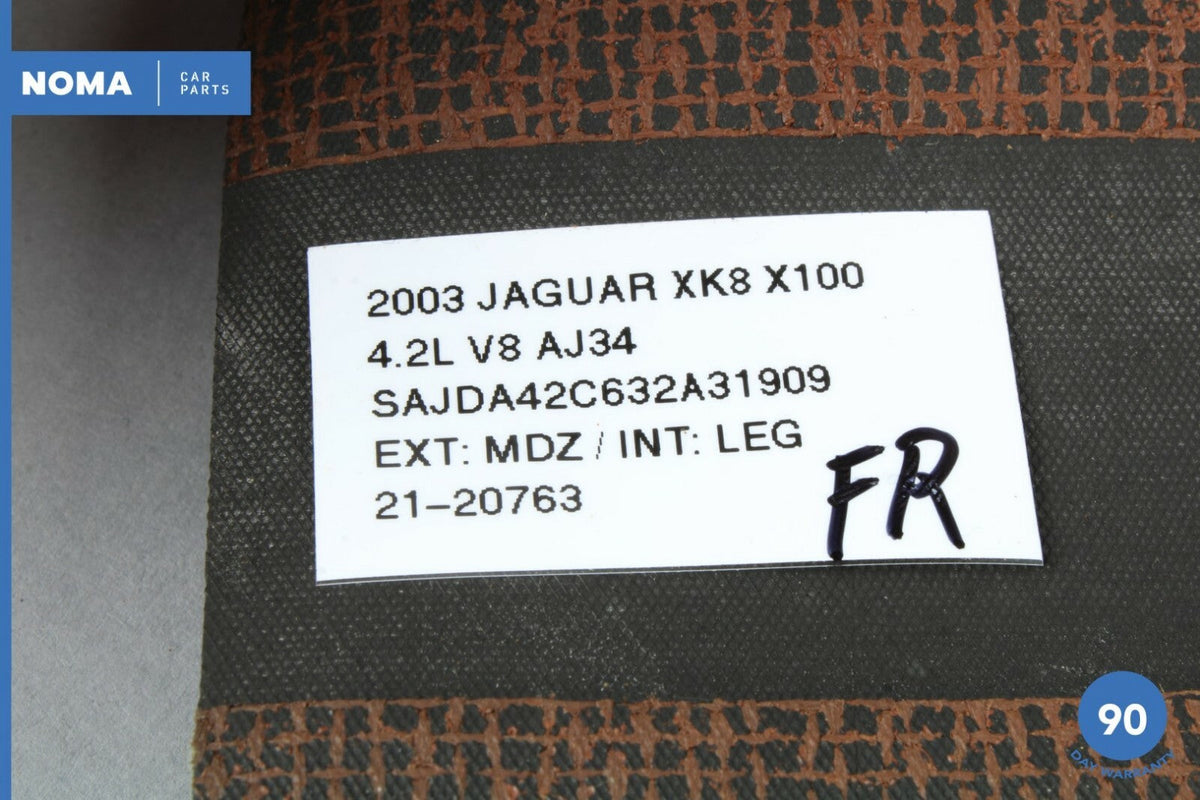 NOMA
CAR
PARTS
2003 JAGUAR XK8 X100
4.2L V8 AJ34
SAJDA42C632A31909
EXT: MDZ / INT: LEG
21-20763
FR
90
DAY WARRANTY